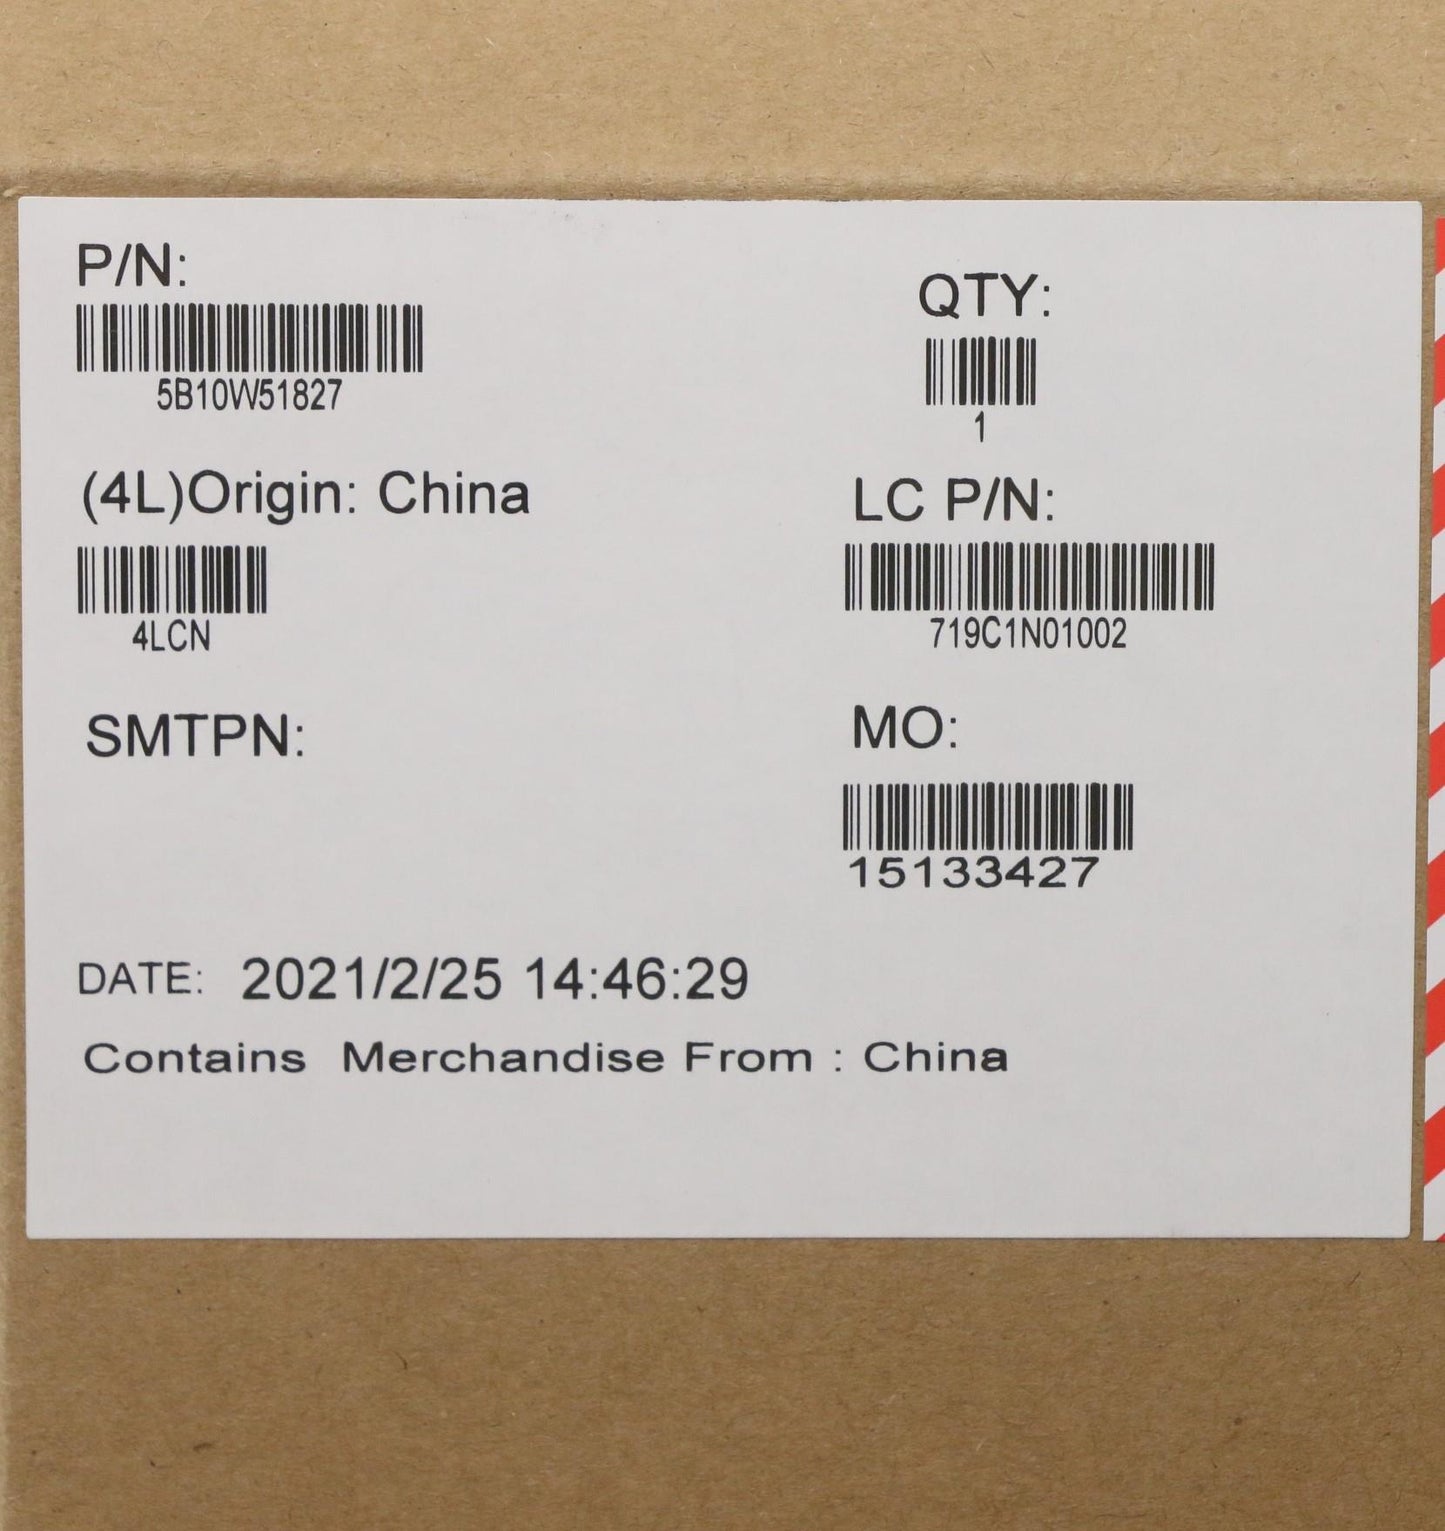 P/N:
5B10W51827
QTY:
1
(4L)Origin: China
4LCN
LC P/N:
719C1N01002
SMTPN:
MO:
15133427
DATE: 2021/2/25 14:46:29
Contains Merchandise From : China